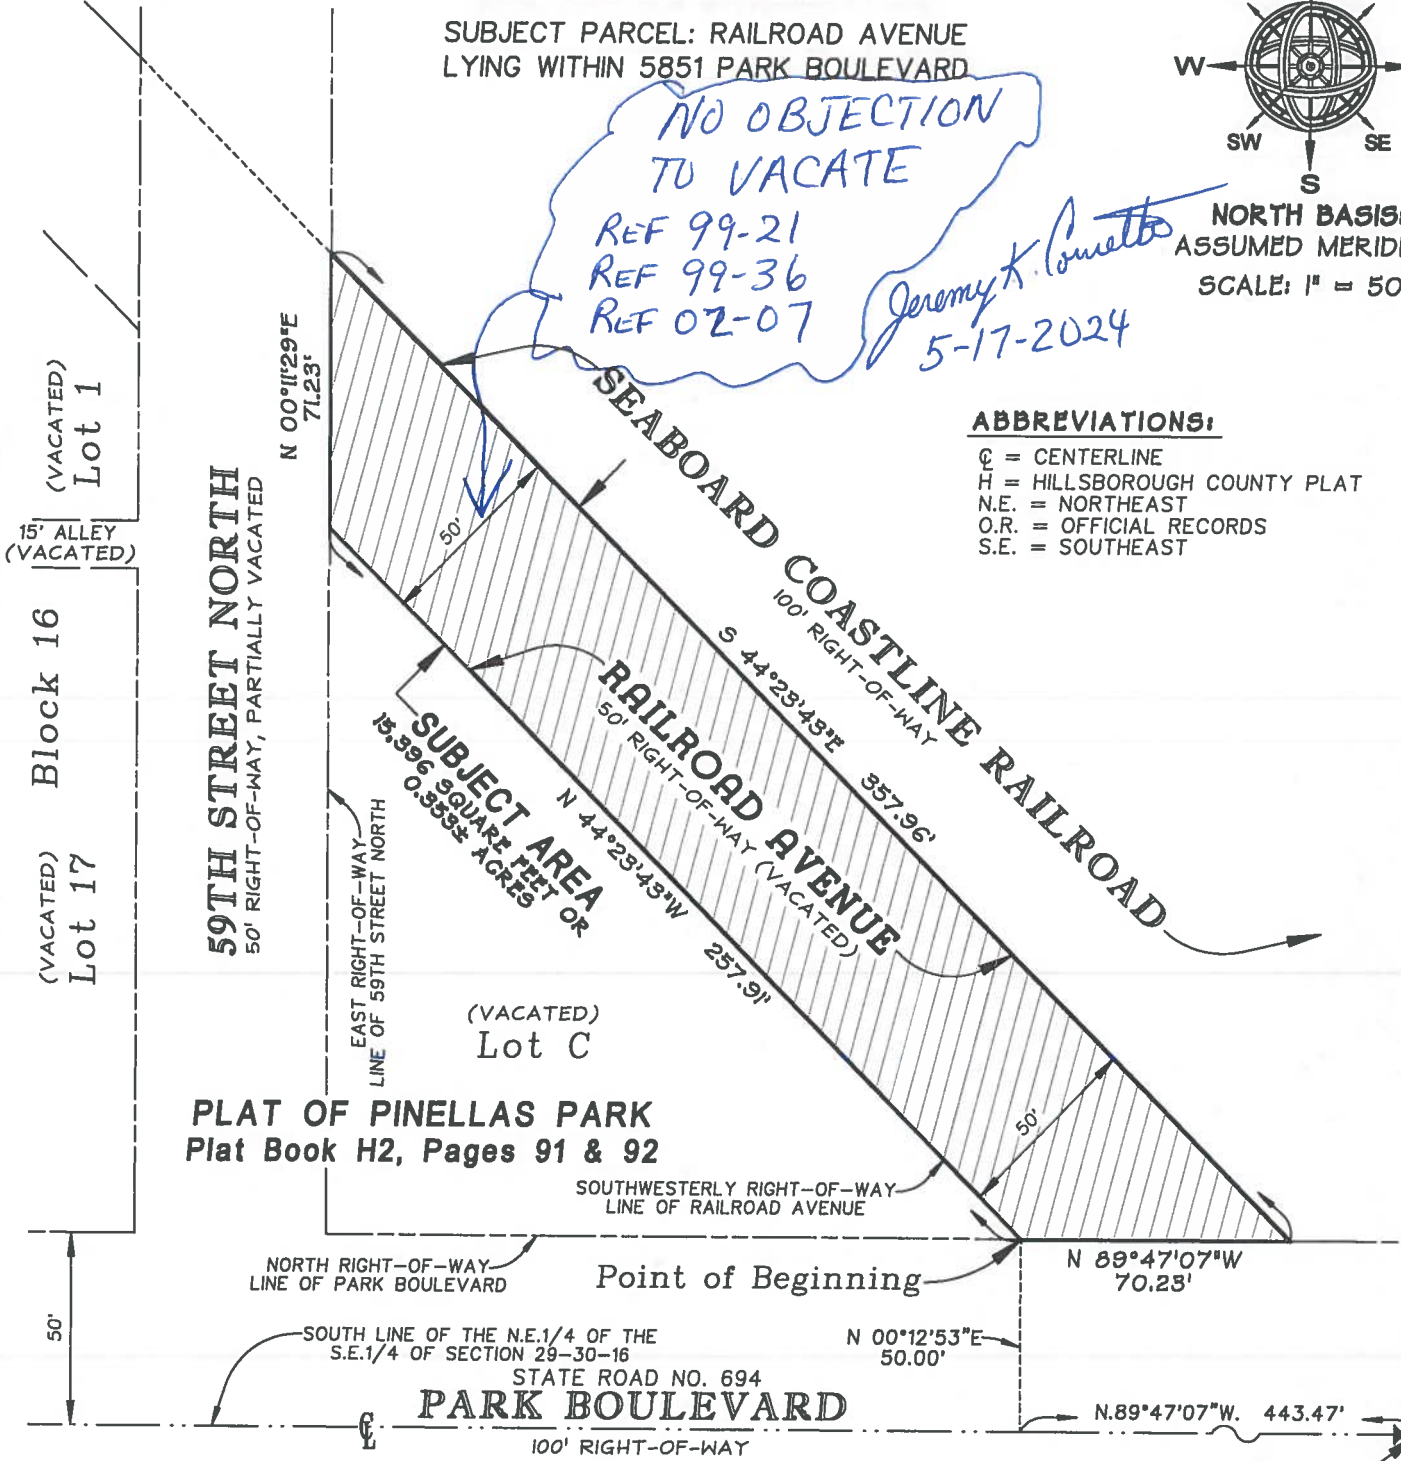 SUBJECT PARCEL: RAILROAD AVENUE
LYING WITHIN 5851 PARK BOULEVARD
NO OBJECTION
TO VACATE
REF 99-21
REF 99-36
REF 02-07
Jeremy K.
5-17-2024
W
SW
S
SE
NORTH BASIS:
ASSUMED MERIDI
SCALE: 1" = 50
ABBREVIATIONS:
℄ = CENTERLINE
H = HILLSBOROUGH COUNTY PLAT
N.E. = NORTHEAST
O.R. = OFFICIAL RECORDS
S.E. = SOUTHEAST
N 00°11'29"E
71.23'
(VACATED)
Lot 1
15' ALLEY
(VACATED)
Block 16
(VACATED)
Lot 17
59TH STREET NORTH
50' RIGHT-OF-WAY, PARTIALLY VACATED
EAST RIGHT-OF-WAY
LINE OF 59TH STREET NORTH
SEABOARD COASTLINE RAILROAD
100' RIGHT-OF-WAY
50'
S 44°23'43"E
357.96'
RAILROAD AVENUE
50' RIGHT-OF-WAY (VACATED)
SUBJECT AREA
15,396 SQUARE FEET OR
0.353± ACRES
N 44°23'43"W
257.91'
(VACATED)
Lot C
PLAT OF PINELLAS PARK
Plat Book H2, Pages 91 & 92
50'
SOUTHWESTERLY RIGHT-OF-WAY
LINE OF RAILROAD AVENUE
NORTH RIGHT-OF-WAY
LINE OF PARK BOULEVARD
Point of Beginning
N 89°47'07"W
70.23'
50'
SOUTH LINE OF THE N.E.1/4 OF THE
S.E.1/4 OF SECTION 29-30-16
N 00°12'53"E
50.00'
STATE ROAD NO. 694
PARK BOULEVARD
℄
100' RIGHT-OF-WAY
N.89°47'07"W. 443.47'